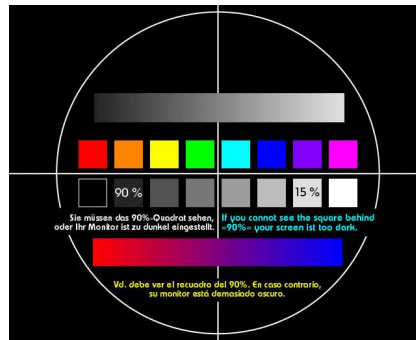 90 %
15 %
Sie müssen das 90%-Quadrat sehen,
oder Ihr Monitor ist zu dunkel eingestellt.
If you cannot see the square behind
»90%« your screen ist too dark.
Vd. debe ver el recuadro del 90%. En caso contrario,
su monitor está demasiado oscuro.